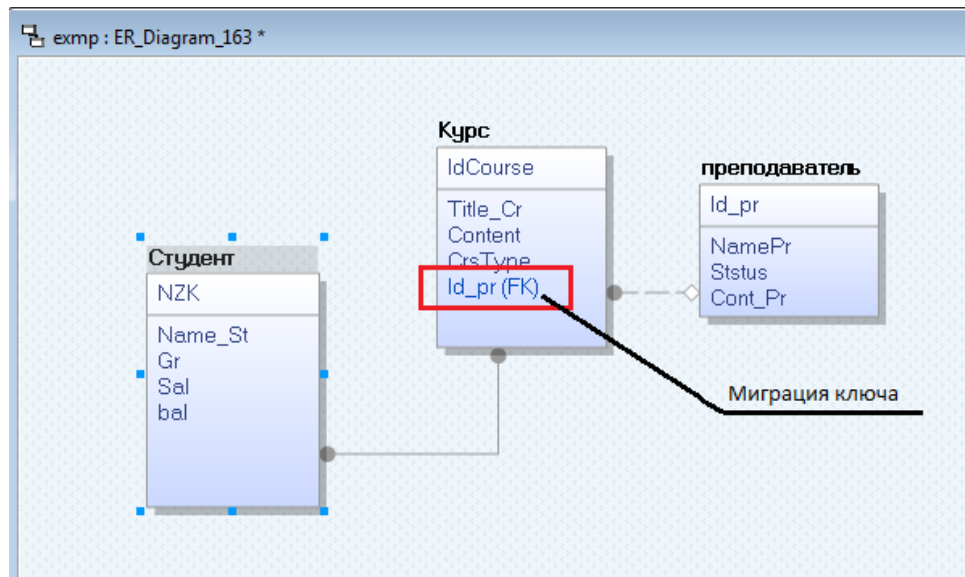 exmp : ER_Diagram_163 *
Курс
IdCourse
Title_Cr
Content
CrsType
Id_pr (FK)
преподаватель
Id_pr
NamePr
Ststus
Cont_Pr
Студент
NZK
Name_St
Gr
Sal
bal
Миграция ключа